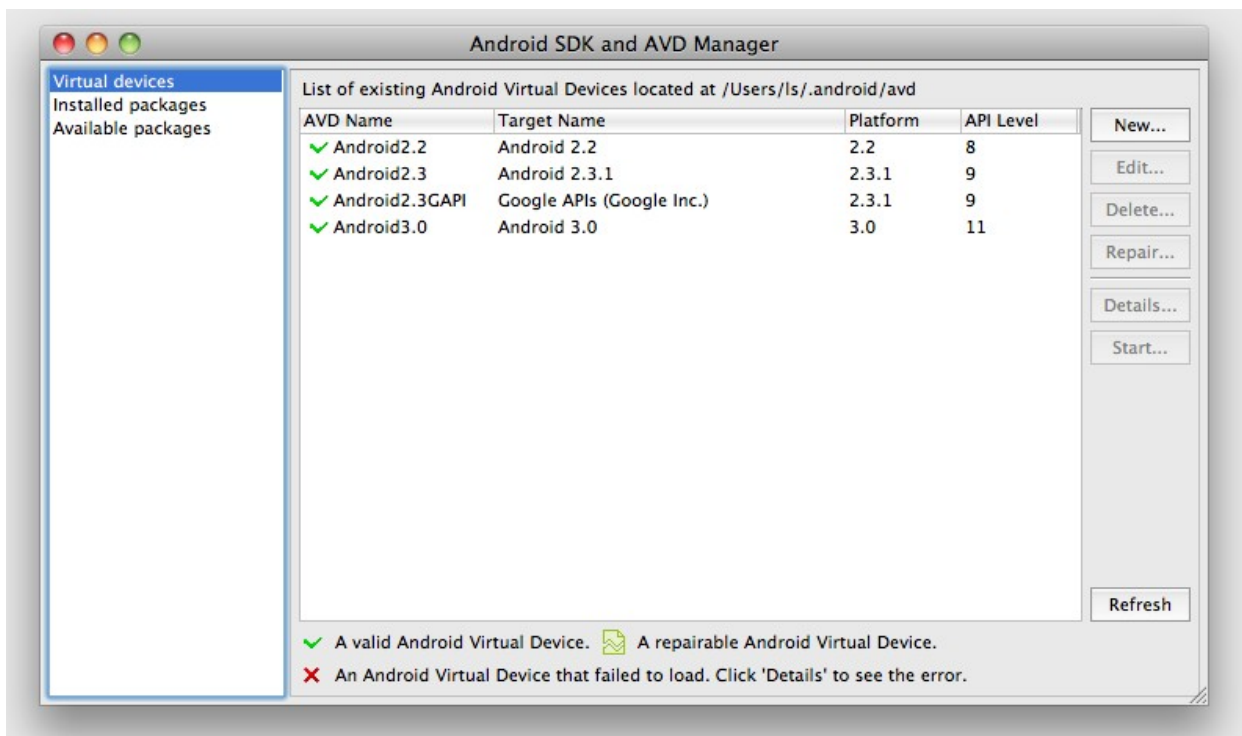 Android SDK and AVD Manager
Virtual devices
Installed packages
Available packages
List of existing Android Virtual Devices located at /Users/ls/.android/avd
AVD Name Target Name Platform API Level
Android2.2 Android 2.2 2.2 8
Android2.3 Android 2.3.1 2.3.1 9
Android2.3GAPI Google APIs (Google Inc.) 2.3.1 9
Android3.0 Android 3.0 3.0 11
New...
Edit...
Delete...
Repair...
Details...
Start...
Refresh
A valid Android Virtual Device. A repairable Android Virtual Device.
An Android Virtual Device that failed to load. Click 'Details' to see the error.